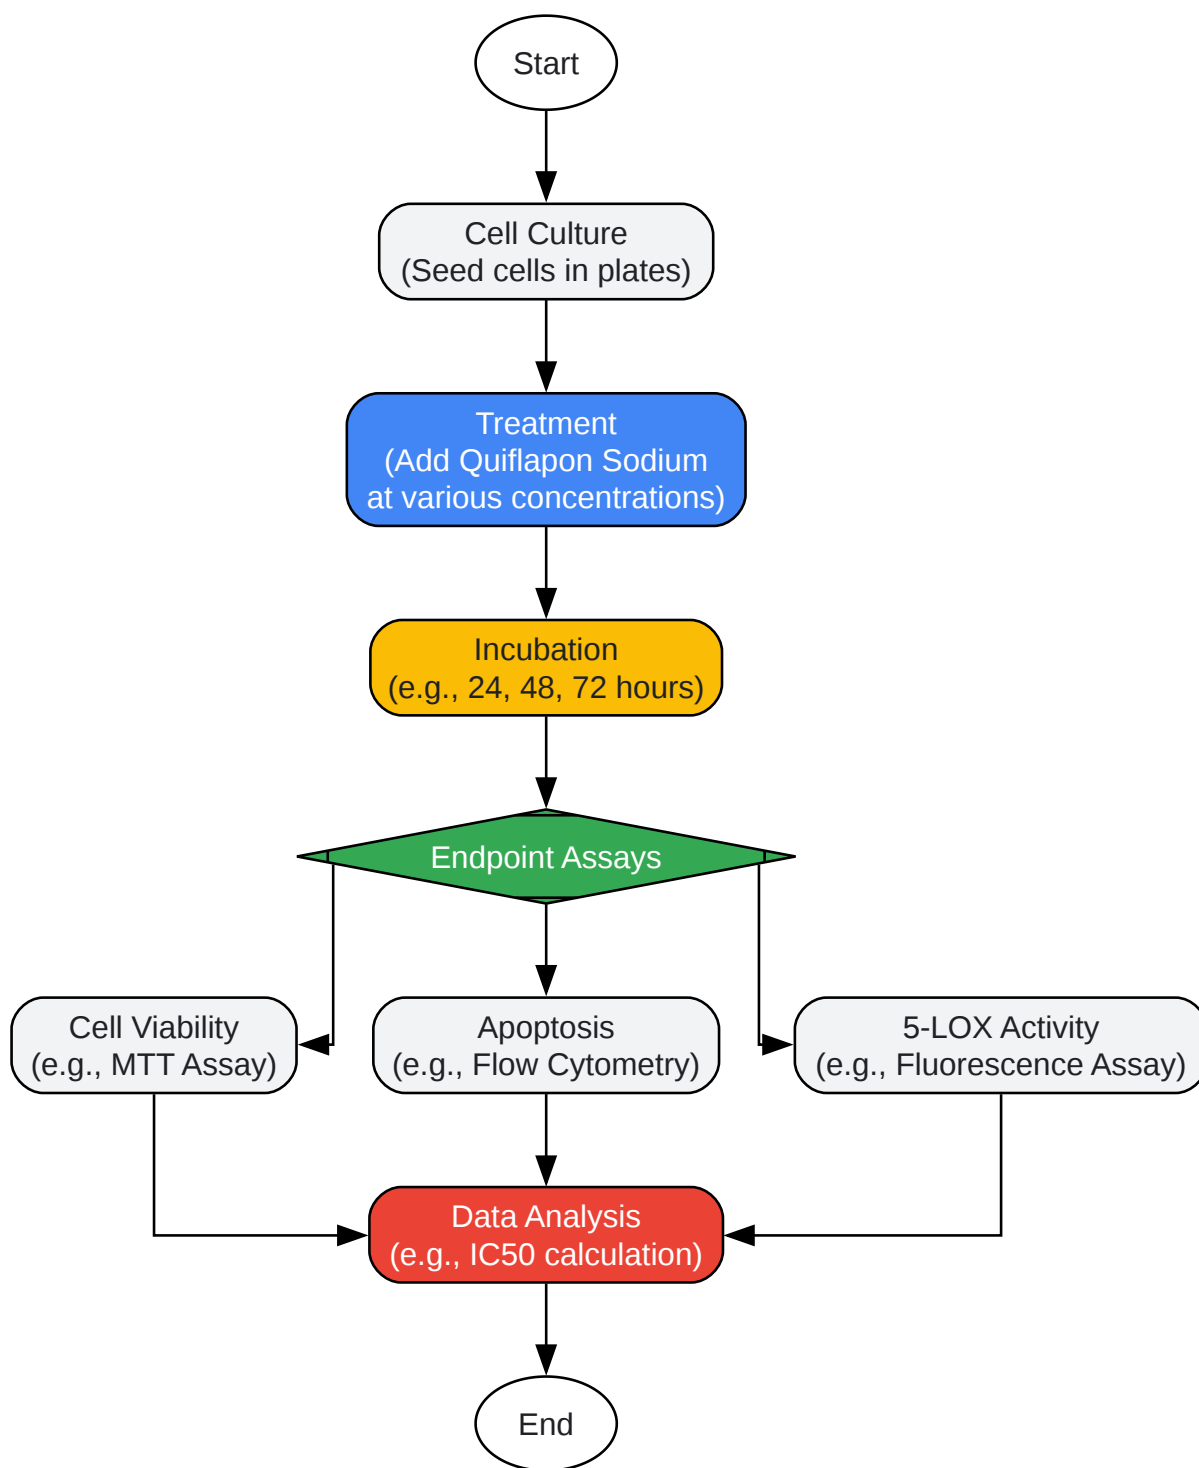 Start
Cell Culture
(Seed cells in plates)
Treatment
(Add Quiflapon Sodium
at various concentrations)
Incubation
(e.g., 24, 48, 72 hours)
Endpoint Assays
Cell Viability
(e.g., MTT Assay)
Apoptosis
(e.g., Flow Cytometry)
5-LOX Activity
(e.g., Fluorescence Assay)
Data Analysis
(e.g., IC50 calculation)
End